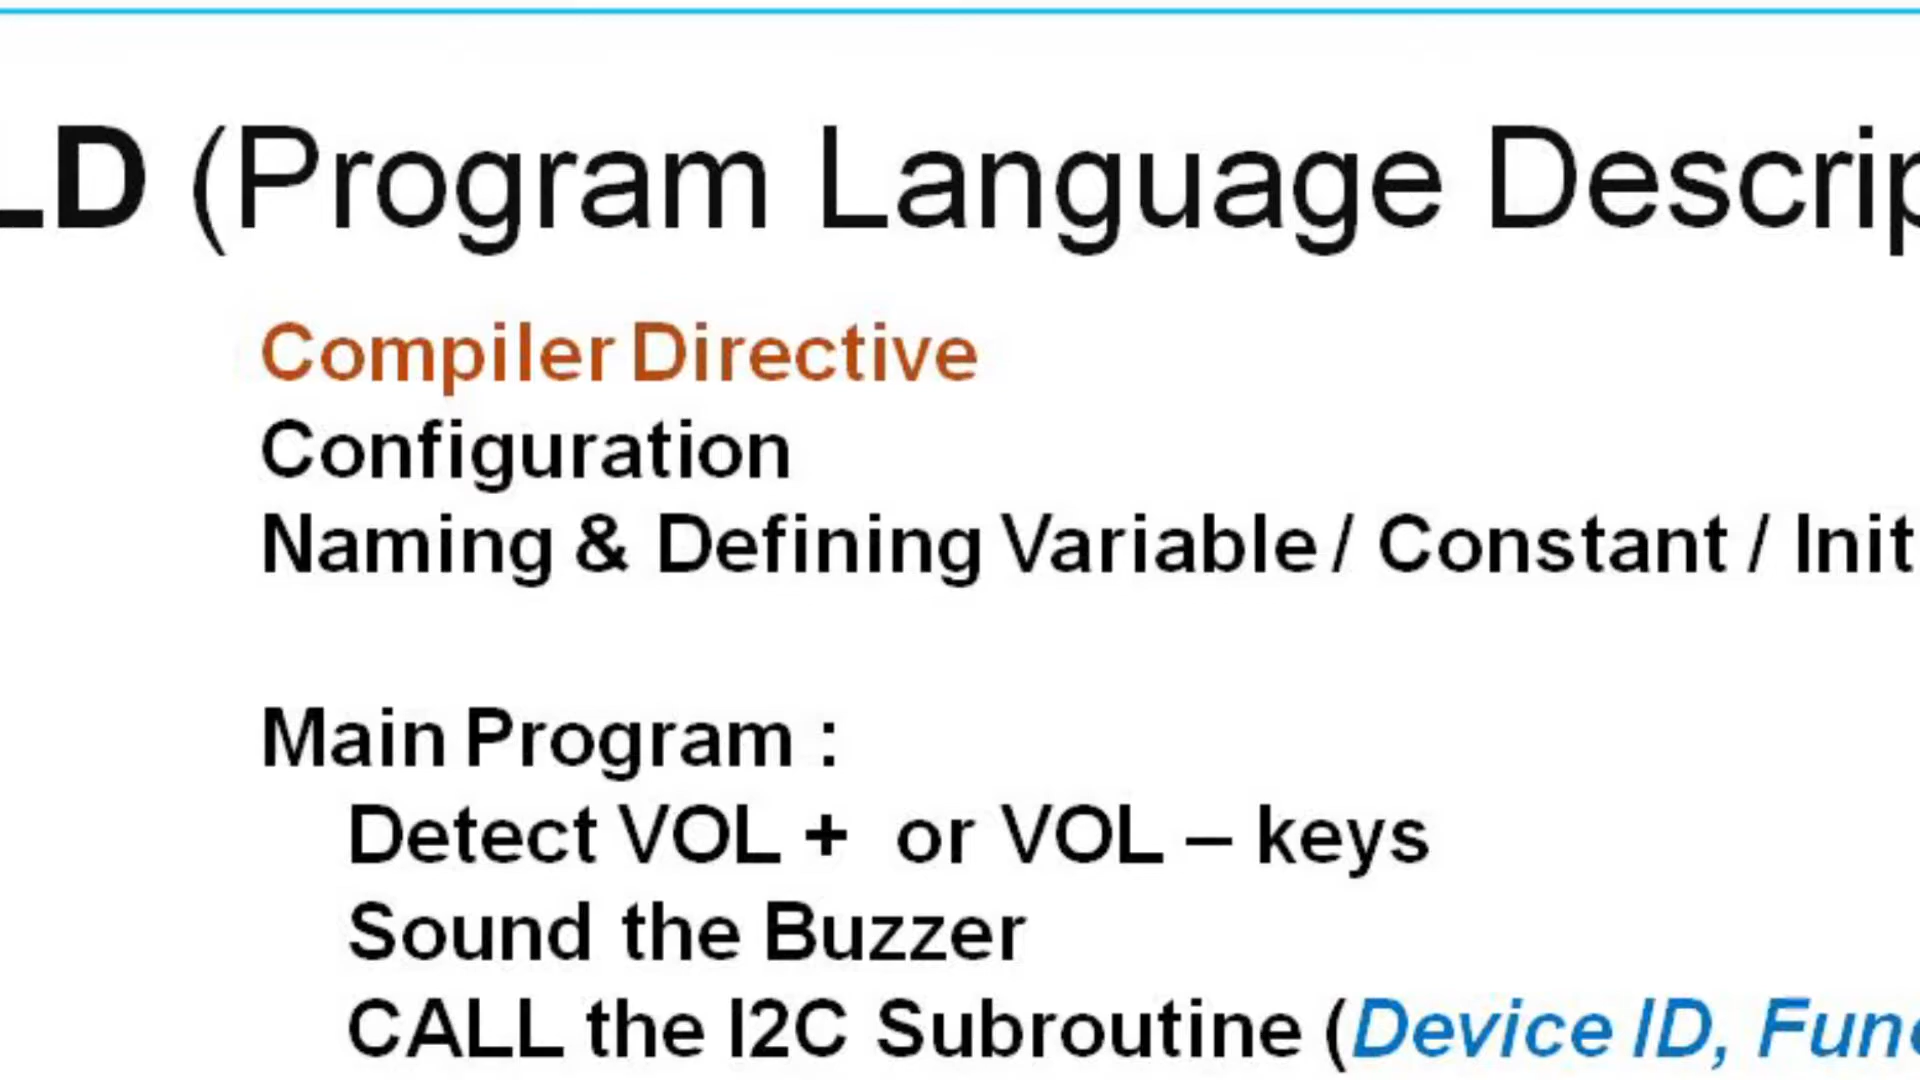 LD (Program Language Descrip
Compiler Directive
Configuration
Naming & Defining Variable / Constant / Init
Main Program :
Detect VOL + or VOL – keys
Sound the Buzzer
CALL the I2C Subroutine (Device ID, Func